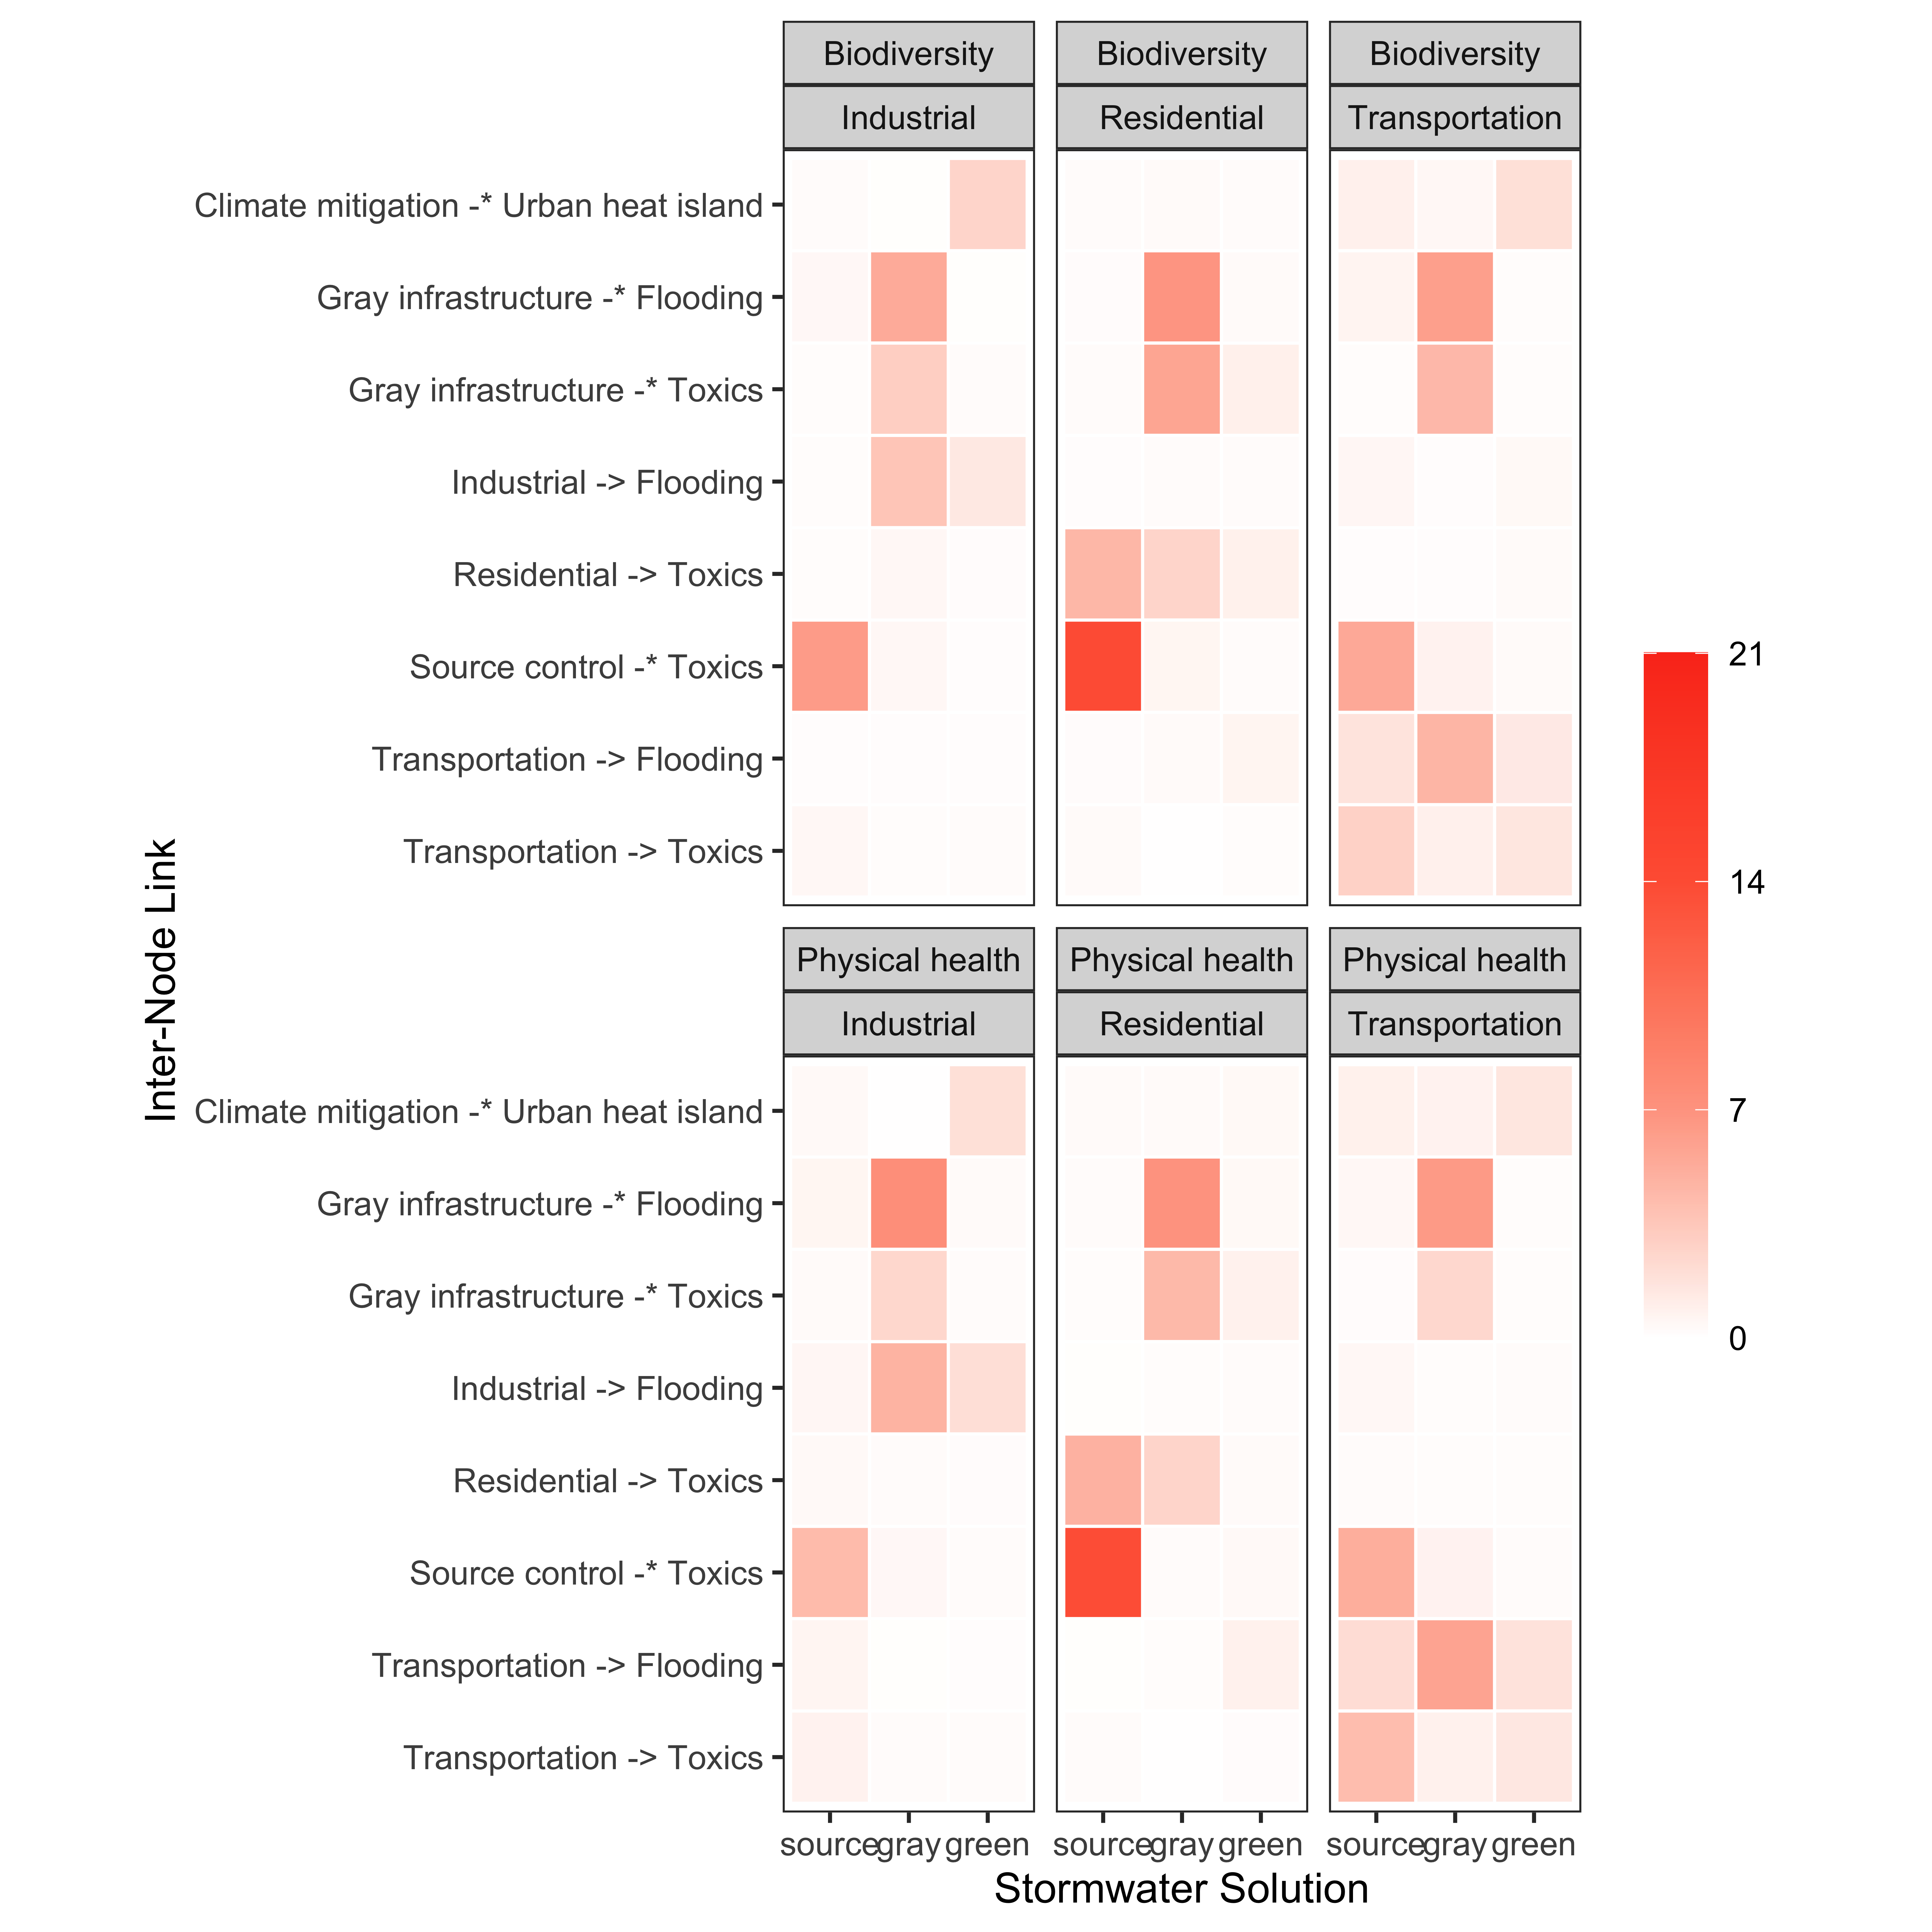 Biodiversity Biodiversity Biodiversity
Industrial Residential Transportation
Climate mitigation -* Urban heat island
Gray infrastructure -* Flooding
Gray infrastructure -* Toxics
Industrial -> Flooding
Residential -> Toxics
Source control -* Toxics
Transportation -> Flooding
Transportation -> Toxics
Inter-Node Link
Physical health Physical health Physical health
Industrial Residential Transportation
Climate mitigation -* Urban heat island
Gray infrastructure -* Flooding
Gray infrastructure -* Toxics
Industrial -> Flooding
Residential -> Toxics
Source control -* Toxics
Transportation -> Flooding
Transportation -> Toxics
source gray green source gray green source gray green
Stormwater Solution
21
14
7
0